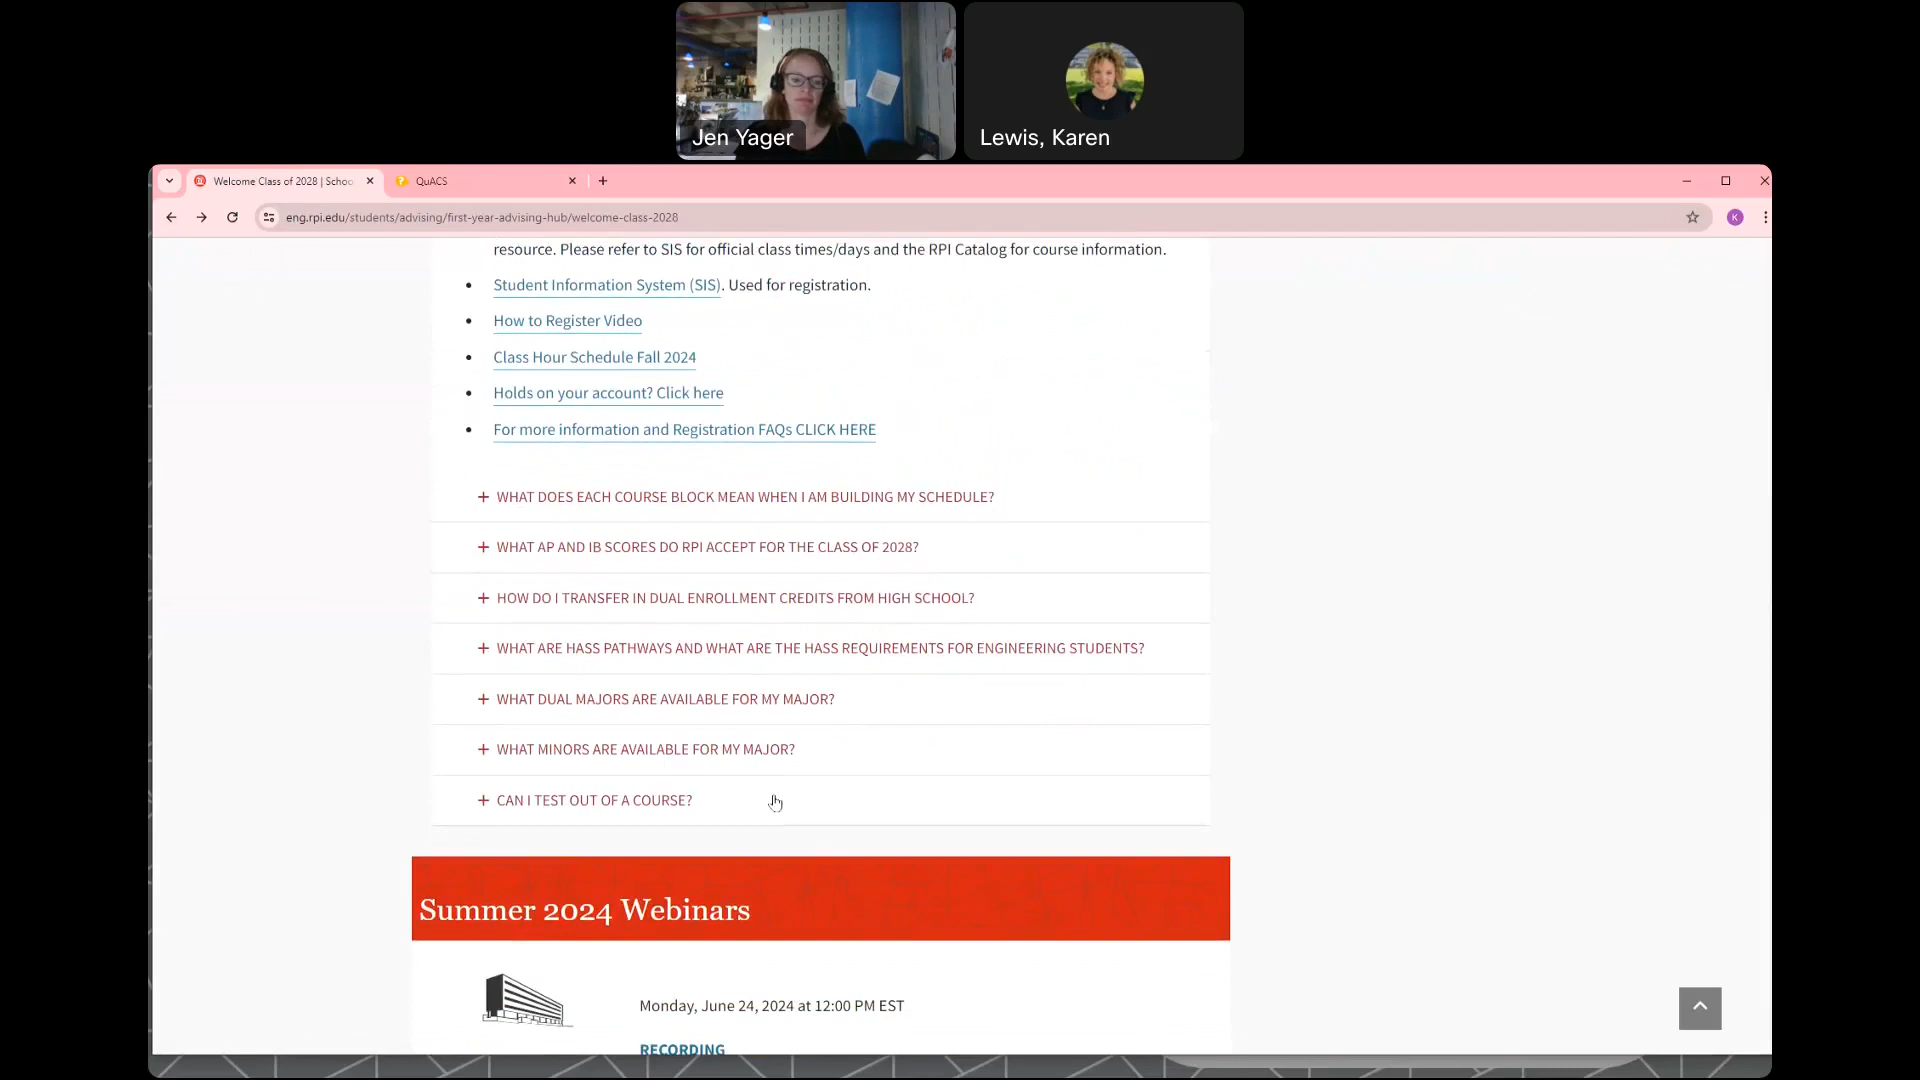 Jen Yager
Lewis, Karen
Welcome Class of 2028 | Schoo
QuACS
eng.rpi.edu/students/advising/first-year-advising-hub/welcome-class-2028
K
resource. Please refer to SIS for official class times/days and the RPI Catalog for course information.
• Student Information System (SIS). Used for registration.
• How to Register Video
• Class Hour Schedule Fall 2024
• Holds on your account? Click here
• For more information and Registration FAQs CLICK HERE
+ WHAT DOES EACH COURSE BLOCK MEAN WHEN I AM BUILDING MY SCHEDULE?
+ WHAT AP AND IB SCORES DO RPI ACCEPT FOR THE CLASS OF 2028?
+ HOW DO I TRANSFER IN DUAL ENROLLMENT CREDITS FROM HIGH SCHOOL?
+ WHAT ARE HASS PATHWAYS AND WHAT ARE THE HASS REQUIREMENTS FOR ENGINEERING STUDENTS?
+ WHAT DUAL MAJORS ARE AVAILABLE FOR MY MAJOR?
+ WHAT MINORS ARE AVAILABLE FOR MY MAJOR?
+ CAN I TEST OUT OF A COURSE?
Summer 2024 Webinars
Monday, June 24, 2024 at 12:00 PM EST
RECORDING